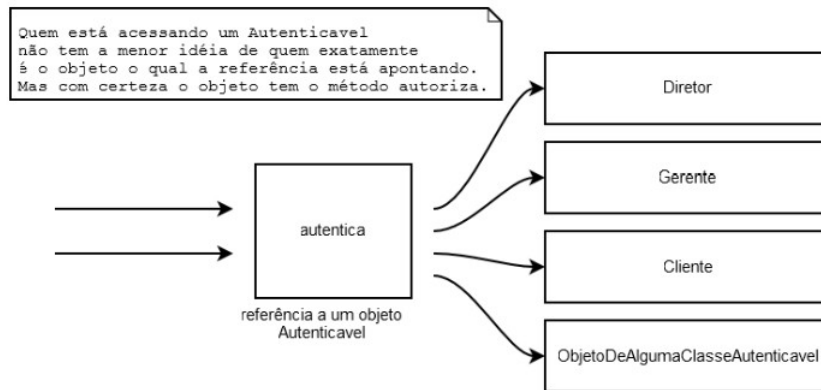 Quem está acessando um Autenticavel
não tem a menor idéia de quem exatamente
é o objeto o qual a referência está apontando.
Mas com certeza o objeto tem o método autoriza.
Diretor
Gerente
autentica
Cliente
referência a um objeto
Autenticavel
ObjetoDeAlgumaClasseAutenticavel